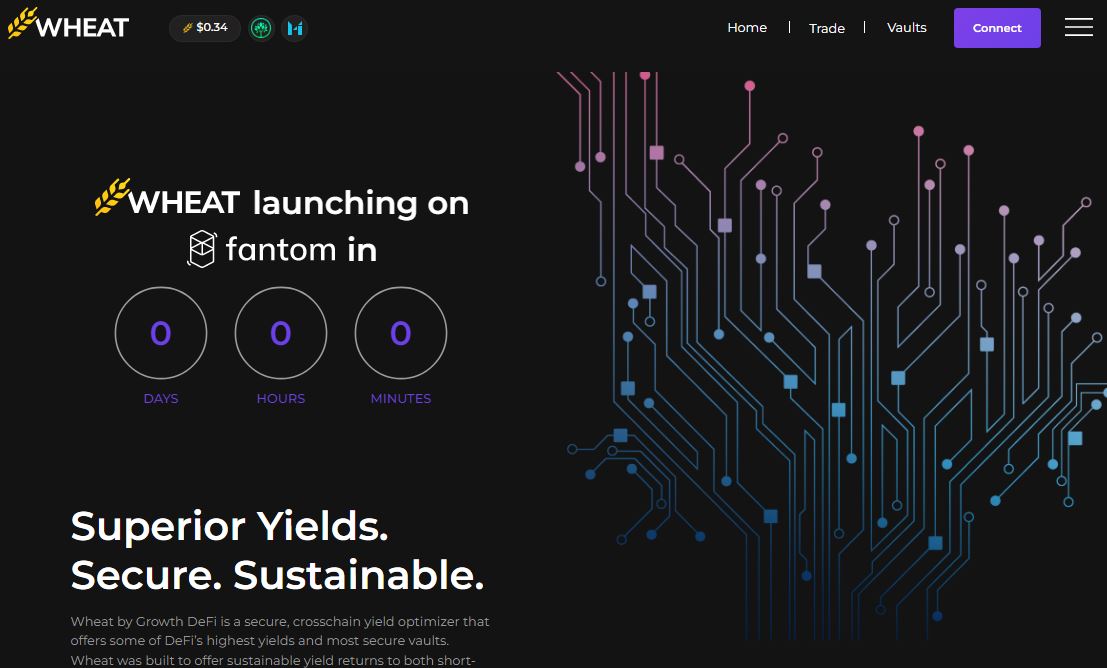 WHEAT
$0.34
Home
Trade
Vaults
Connect
WHEAT launching on
fantom in
0 0 0
DAYS HOURS MINUTES
Superior Yields.
Secure. Sustainable.
Wheat by Growth DeFi is a secure, crosschain yield optimizer that
offers some of DeFi's highest yields and most secure vaults.
Wheat was built to offer sustainable yield returns to both short-